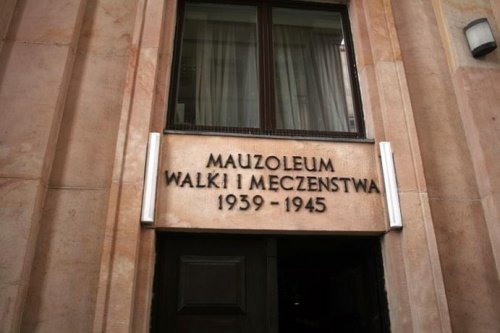 MAUZOLEUM
WALKI I MĘCZEŃSTWA
1939 - 1945